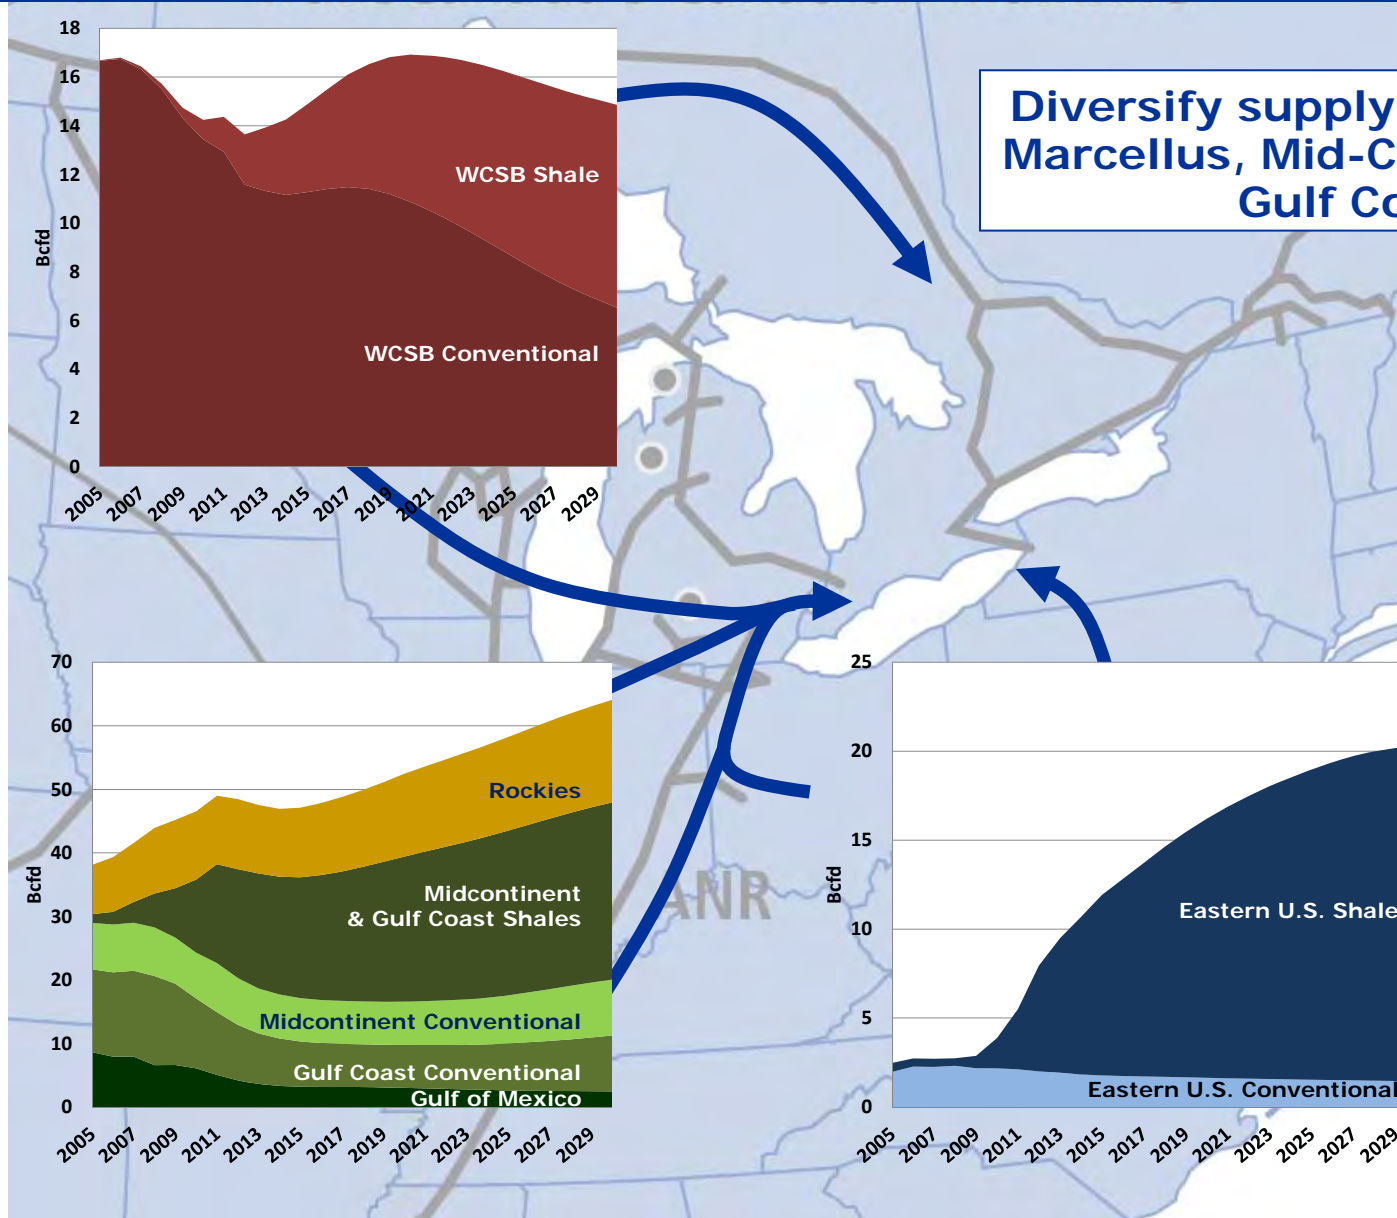 18
16
14
12
10
8
6
4
2
0
Bcfd
WCSB Shale
WCSB Conventional
2005 2007 2009 2011 2013 2015 2017 2019 2021 2023 2025 2027 2029
Diversify supply
Marcellus, Mid-C
Gulf Co
70
60
50
40
30
20
10
0
Bcfd
Rockies
Midcontinent
& Gulf Coast Shales
Midcontinent Conventional
Gulf Coast Conventional
Gulf of Mexico
2005 2007 2009 2011 2013 2015 2017 2019 2021 2023 2025 2027 2029
ANR
25
20
15
10
5
0
Bcfd
Eastern U.S. Shale
Eastern U.S. Conventional
2005 2007 2009 2011 2013 2015 2017 2019 2021 2023 2025 2027 2029